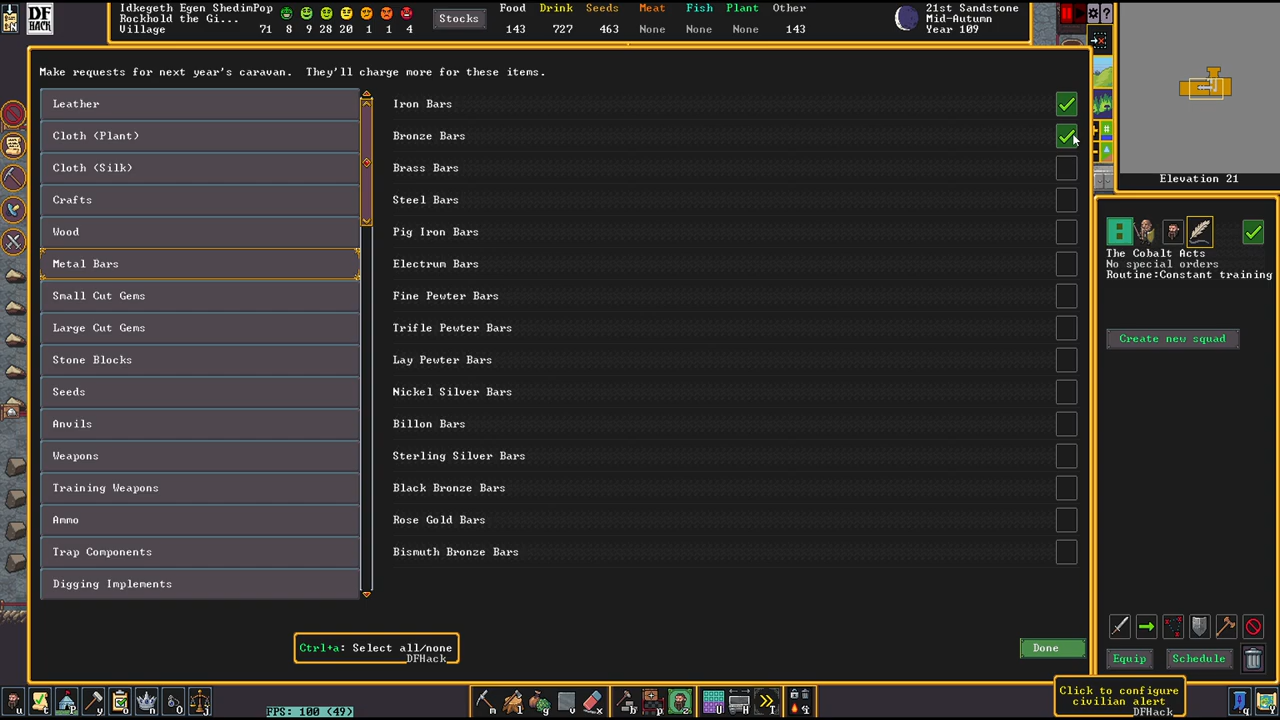 DF
HACK
Idkegeth Egen ShedimPop
Rockhold the Gi...
Village 71 8 9 28 20 1 1 4
Stocks
Food Drink Seeds Meat Fish Plant Other
143 727 463 None None None 143
21st Sandstone
Mid-Autumn
Year 109
Make requests for next year's caravan. They'll charge more for these items.
Leather
Cloth (Plant)
Cloth (Silk)
Crafts
Wood
Metal Bars
Small Cut Gems
Large Cut Gems
Stone Blocks
Seeds
Anvils
Weapons
Training Weapons
Ammo
Trap Components
Digging Implements
Iron Bars
Bronze Bars
Brass Bars
Steel Bars
Pig Iron Bars
Electrum Bars
Fine Pewter Bars
Trifle Pewter Bars
Lay Pewter Bars
Nickel Silver Bars
Billon Bars
Sterling Silver Bars
Black Bronze Bars
Rose Gold Bars
Bismuth Bronze Bars
Ctrl+a: Select all/none
DFHack
Done
Elevation 21
The Cobalt Acts
No special orders
Routine:Constant training
Create new squad
Equip
Schedule
Click to configure
civilian alert
DFHack
FPS: 100 (49)